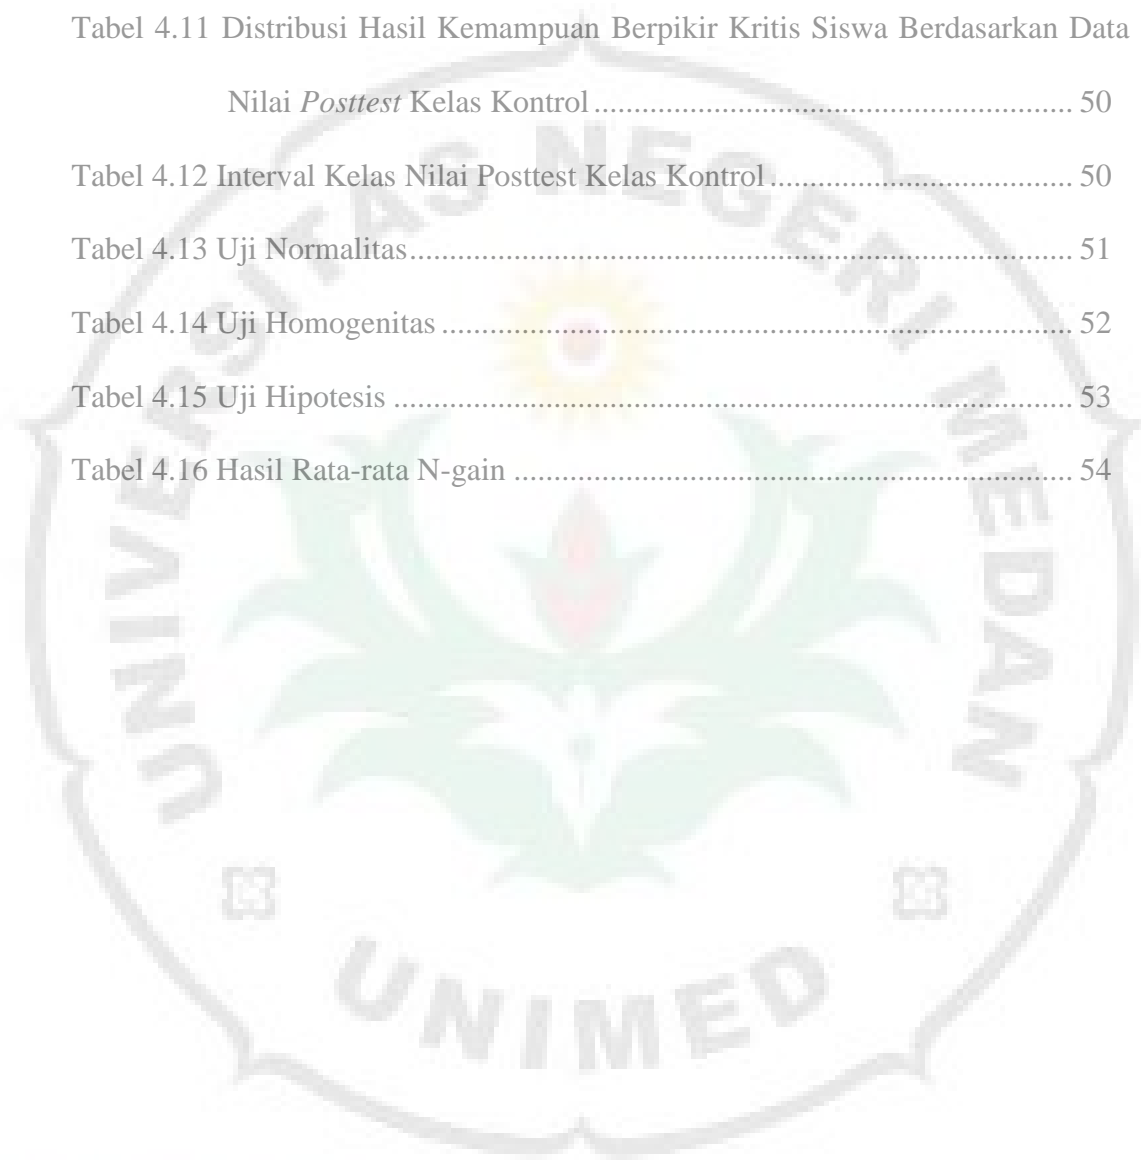 Tabel 4.11 Distribusi Hasil Kemampuan Berpikir Kritis Siswa Berdasarkan Data
Nilai Posttest Kelas Kontrol ............................................................ 50
Tabel 4.12 Interval Kelas Nilai Posttest Kelas Kontrol ...................................... 50
Tabel 4.13 Uji Normalitas ................................................................................... 51
Tabel 4.14 Uji Homogenitas ............................................................................... 52
Tabel 4.15 Uji Hipotesis ..................................................................................... 53
Tabel 4.16 Hasil Rata-rata N-gain ...................................................................... 54
UNIVERSITAS NEGERI MEDAN
UNIMED